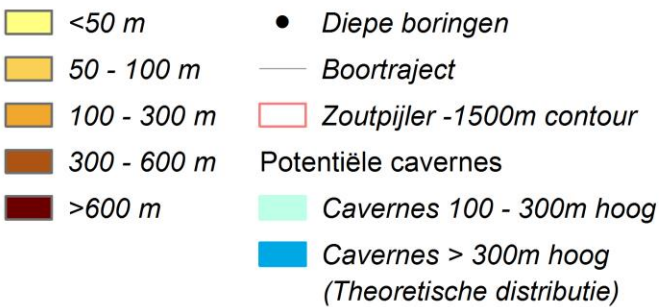 <50 m
50 - 100 m
100 - 300 m
300 - 600 m
>600 m
Diepe boringen
Boortraject
Zoutpijler -1500m contour
Potentiële cavernes
Cavernes 100 - 300m hoog
Cavernes > 300m hoog
(Theoretische distributie)